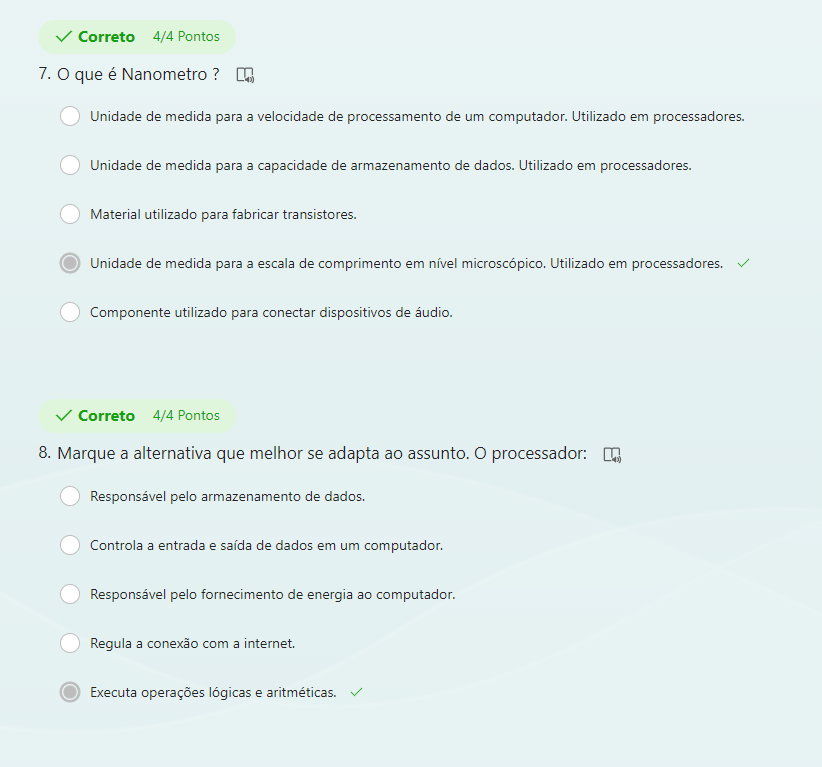 Correto 4/4 Pontos
7. O que é Nanometro ?
Unidade de medida para a velocidade de processamento de um computador. Utilizado em processadores.
Unidade de medida para a capacidade de armazenamento de dados. Utilizado em processadores.
Material utilizado para fabricar transistores.
Unidade de medida para a escala de comprimento em nível microscópico. Utilizado em processadores.
Componente utilizado para conectar dispositivos de áudio.
Correto 4/4 Pontos
8. Marque a alternativa que melhor se adapta ao assunto. O processador:
Responsável pelo armazenamento de dados.
Controla a entrada e saída de dados em um computador.
Responsável pelo fornecimento de energia ao computador.
Regula a conexão com a internet.
Executa operações lógicas e aritméticas.